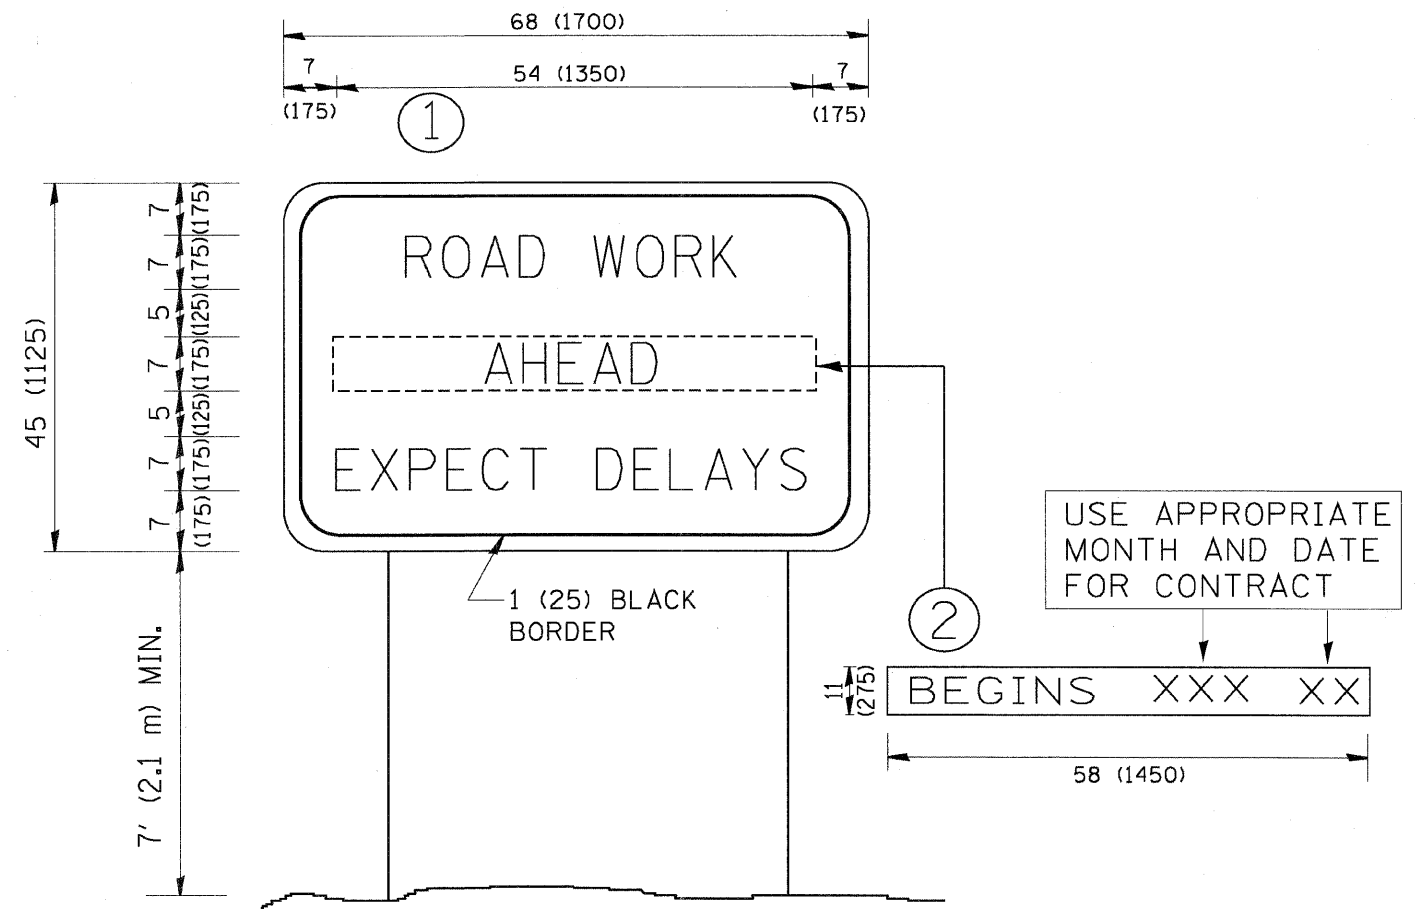 68 (1700)
7 54 (1350) 7
(175) (175)
1
7 (175)
7 (175)
5 (125)
7 (175)
5 (125)
7 (175)
7 (175)
45 (1125)
ROAD WORK
AHEAD
EXPECT DELAYS
1 (25) BLACK
BORDER
7' (2.1 m) MIN.
USE APPROPRIATE
MONTH AND DATE
FOR CONTRACT
2
11
(275)
BEGINS XXX XX
58 (1450)